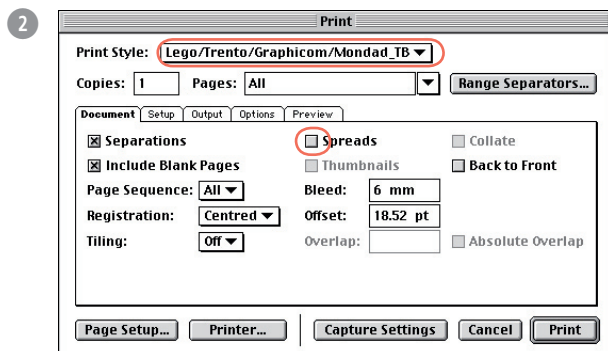 2
Print
Print Style: Lego/Trento/Graphicom/Mondad_TB
Copies: 1 Pages: All Range Separators...
Document Setup Output Options Preview
Separations Spreads Collate
Include Blank Pages Thumbnails Back to Front
Page Sequence: All Bleed: 6 mm
Registration: Centred Offset: 18.52 pt
Tiling: Off Overlap: Absolute Overlap
Page Setup... Printer... Capture Settings Cancel Print